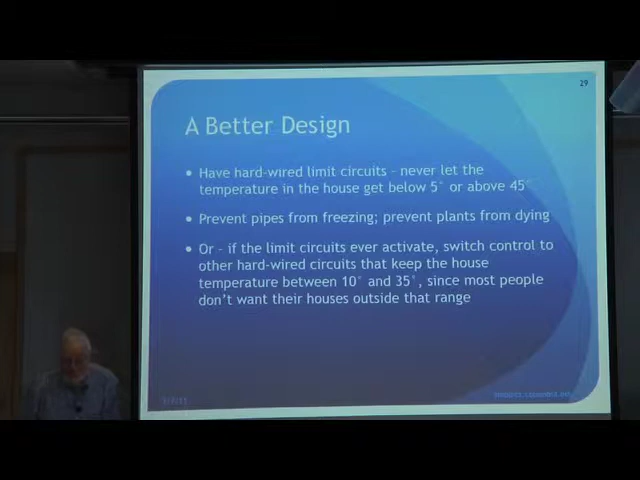 29
A Better Design
• Have hard-wired limit circuits – never let the
temperature in the house get below 5° or above 45°
• Prevent pipes from freezing; prevent plants from dying
• Or – if the limit circuits ever activate, switch control to
other hard-wired circuits that keep the house
temperature between 10° and 35°, since most people
don't want their houses outside that range